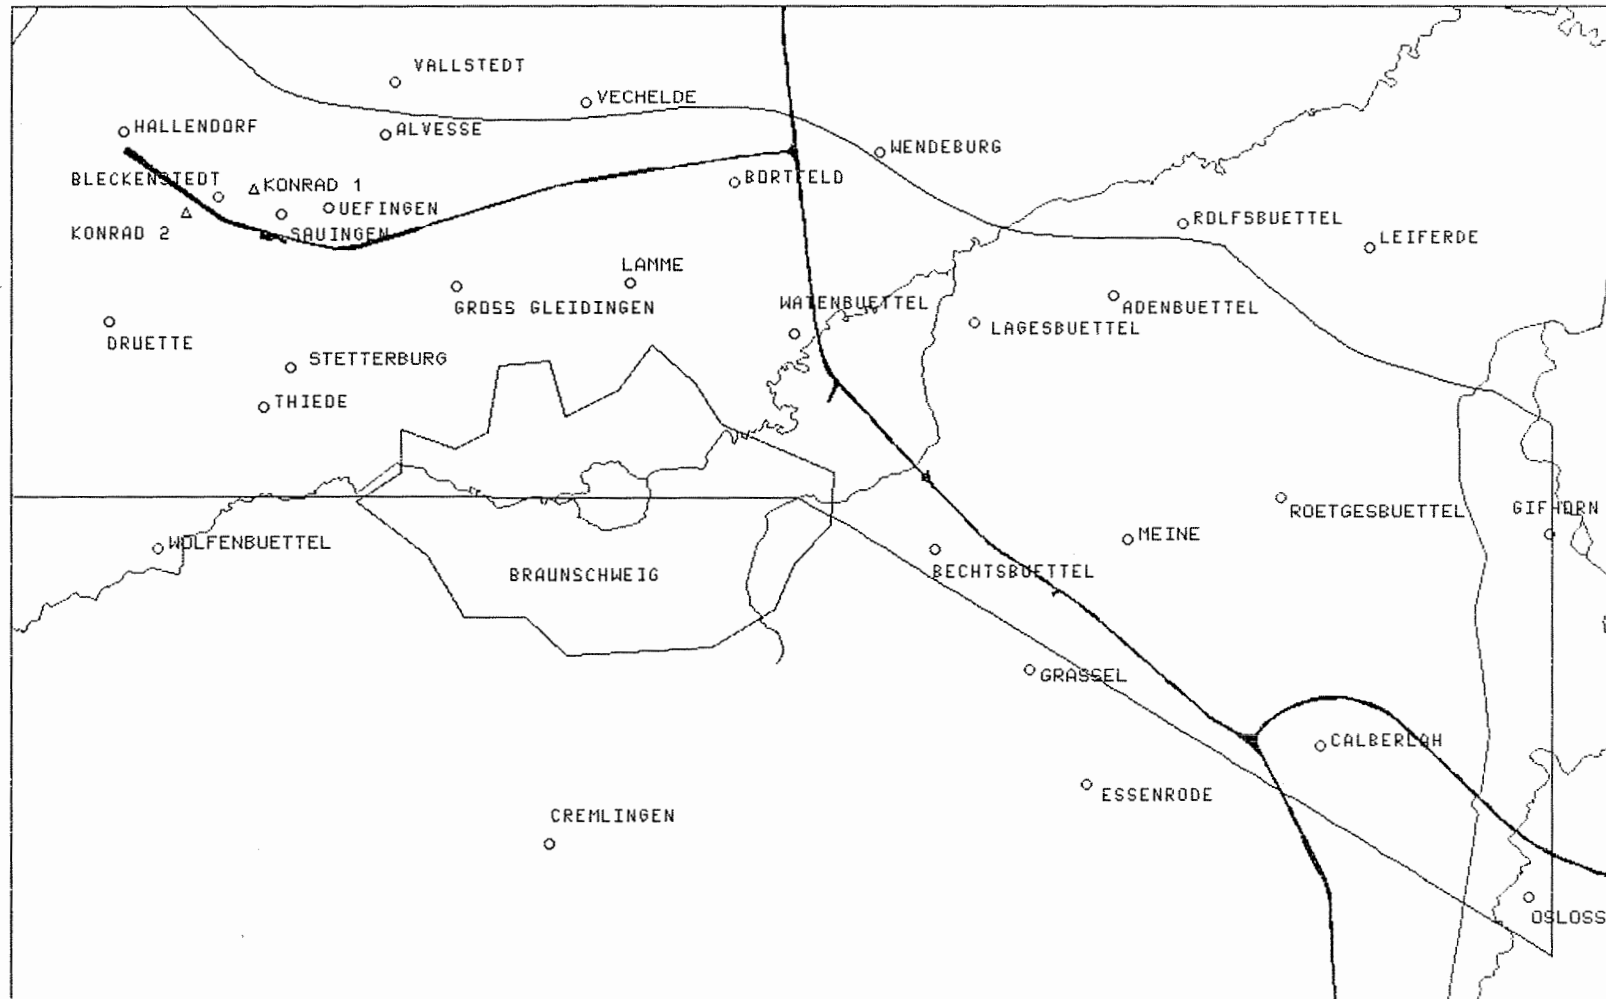 VALLSTEDT
VECHELDE
HALLENDORF
ALVESSE
WENDEBURG
BLECKENSTEDT
KONRAD 1
BORTFELD
UEFINGEN
KONRAD 2
SAUINGEN
ROLFSBUETTEL
LEIFERDE
LAMME
GROSS GLEIDINGEN
WATENBUETTEL
ADENBUETTEL
LAGESBUETTEL
DRUETTE
STETTERBURG
THIEDE
ROETGESBUETTEL
GIFHORN
WOLFENBUETTEL
MEINE
BRAUNSCHWEIG
BECHTSBUETTEL
GRASSEL
CALBERLAH
ESSENRODE
CREMLINGEN
OSLOSS